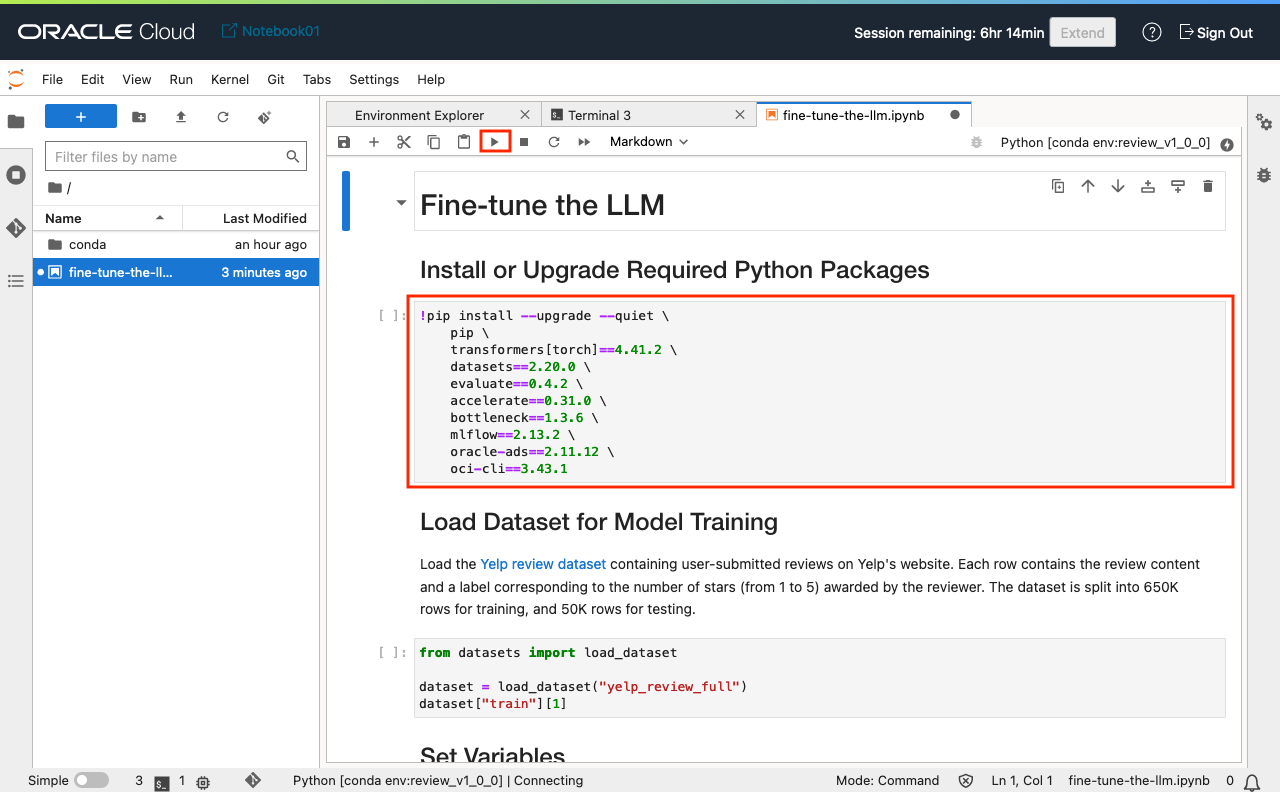 ORACLE Cloud
Notebook01
Session remaining: 6hr 14min
Extend
Sign Out
File Edit View Run Kernel Git Tabs Settings Help
+
Filter files by name
/
Name Last Modified
conda an hour ago
fine-tune-the-ll... 3 minutes ago
Environment Explorer
Terminal 3
fine-tune-the-llm.ipynb
Markdown
Python [conda env:review_v1_0_0]
Fine-tune the LLM
Install or Upgrade Required Python Packages
[ ]:
!pip install --upgrade --quiet \
pip \
transformers[torch]==4.41.2 \
datasets==2.20.0 \
evaluate==0.4.2 \
accelerate==0.31.0 \
bottleneck==1.3.6 \
mlflow==2.13.2 \
oracle-ads==2.11.12 \
oci-cli==3.43.1
Load Dataset for Model Training
Load the Yelp review dataset containing user-submitted reviews on Yelp's website. Each row contains the review content
and a label corresponding to the number of stars (from 1 to 5) awarded by the reviewer. The dataset is split into 650K
rows for training, and 50K rows for testing.
[ ]:
from datasets import load_dataset
dataset = load_dataset("yelp_review_full")
dataset["train"][1]
Set Variables
Simple 3 1 Python [conda env:review_v1_0_0] | Connecting Mode: Command Ln 1, Col 1 fine-tune-the-llm.ipynb 0